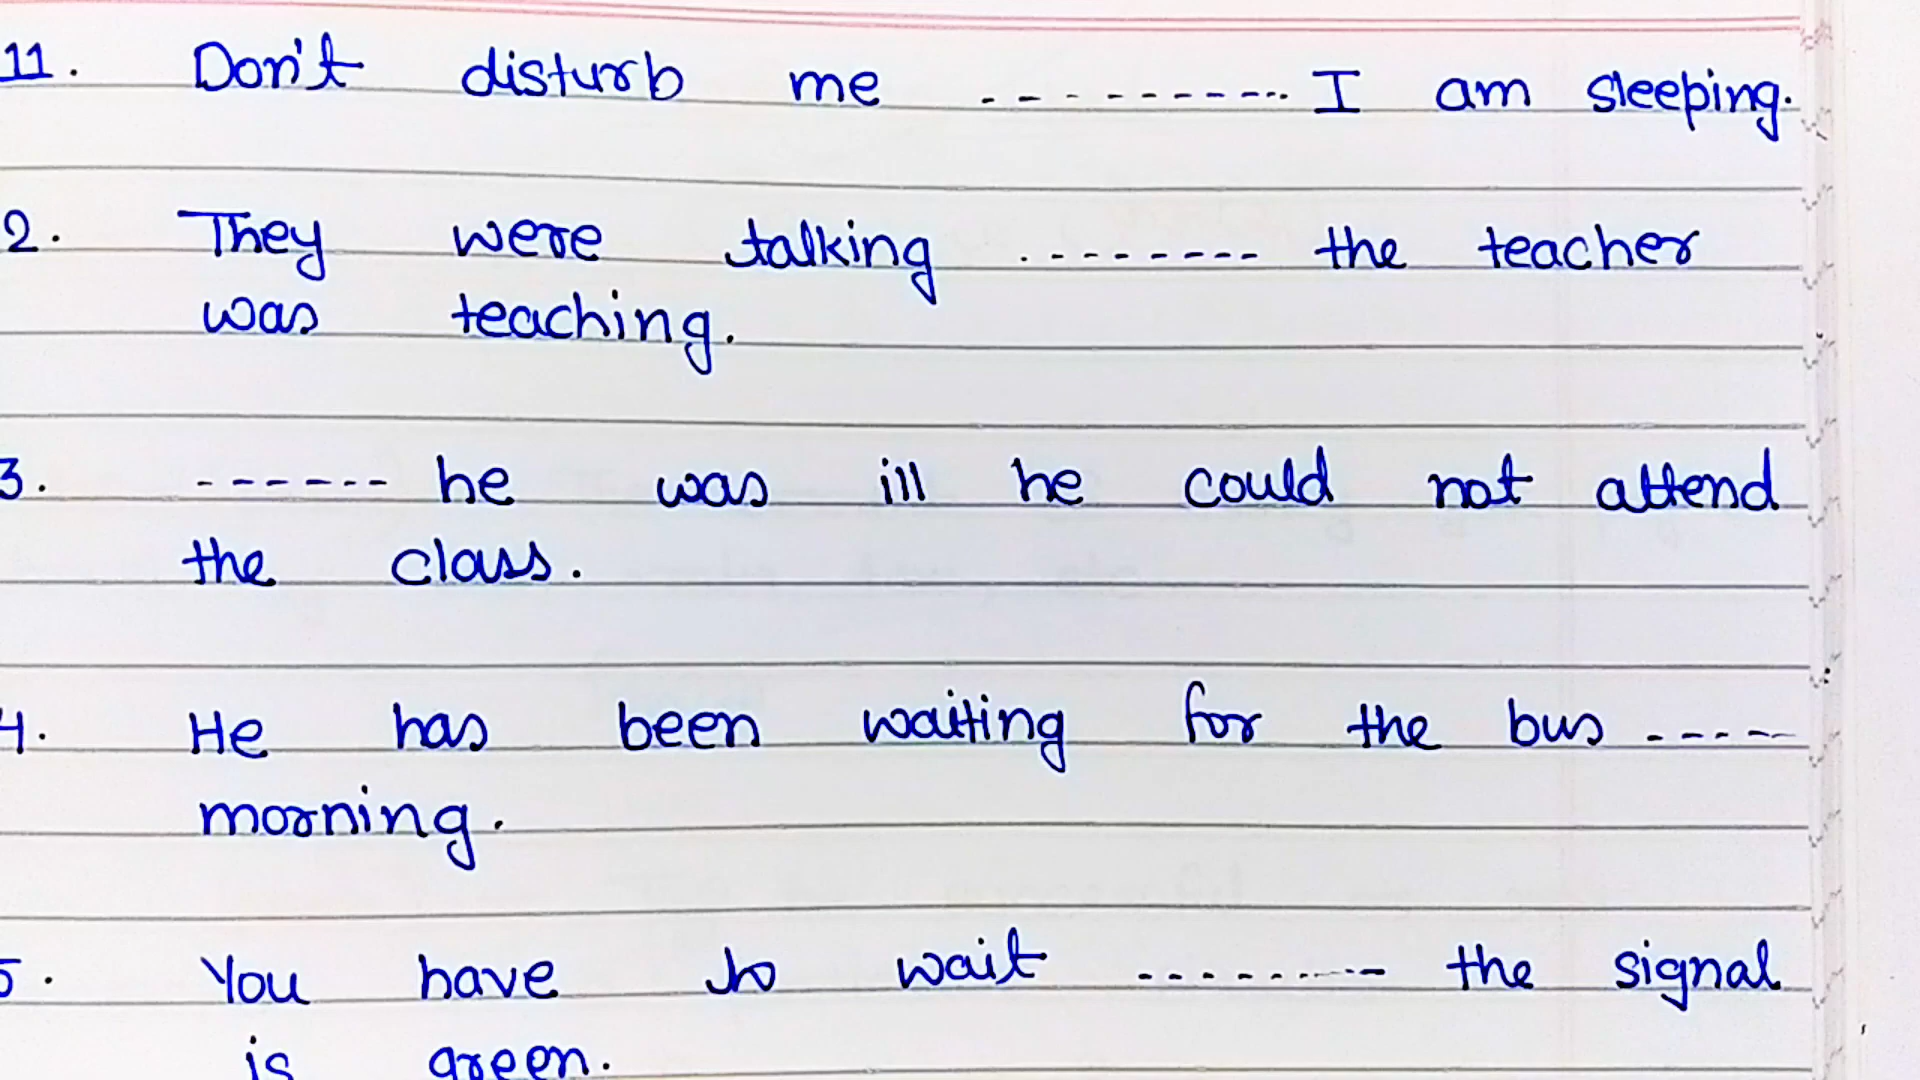 11. Don't disturb me ---------- I am sleeping.
2. They were talking --------- the teacher
was teaching.
3. ------ he was ill he could not attend
the class.
4. He has been waiting for the bus -----
morning.
5. You have to wait ---------- the signal
is green.